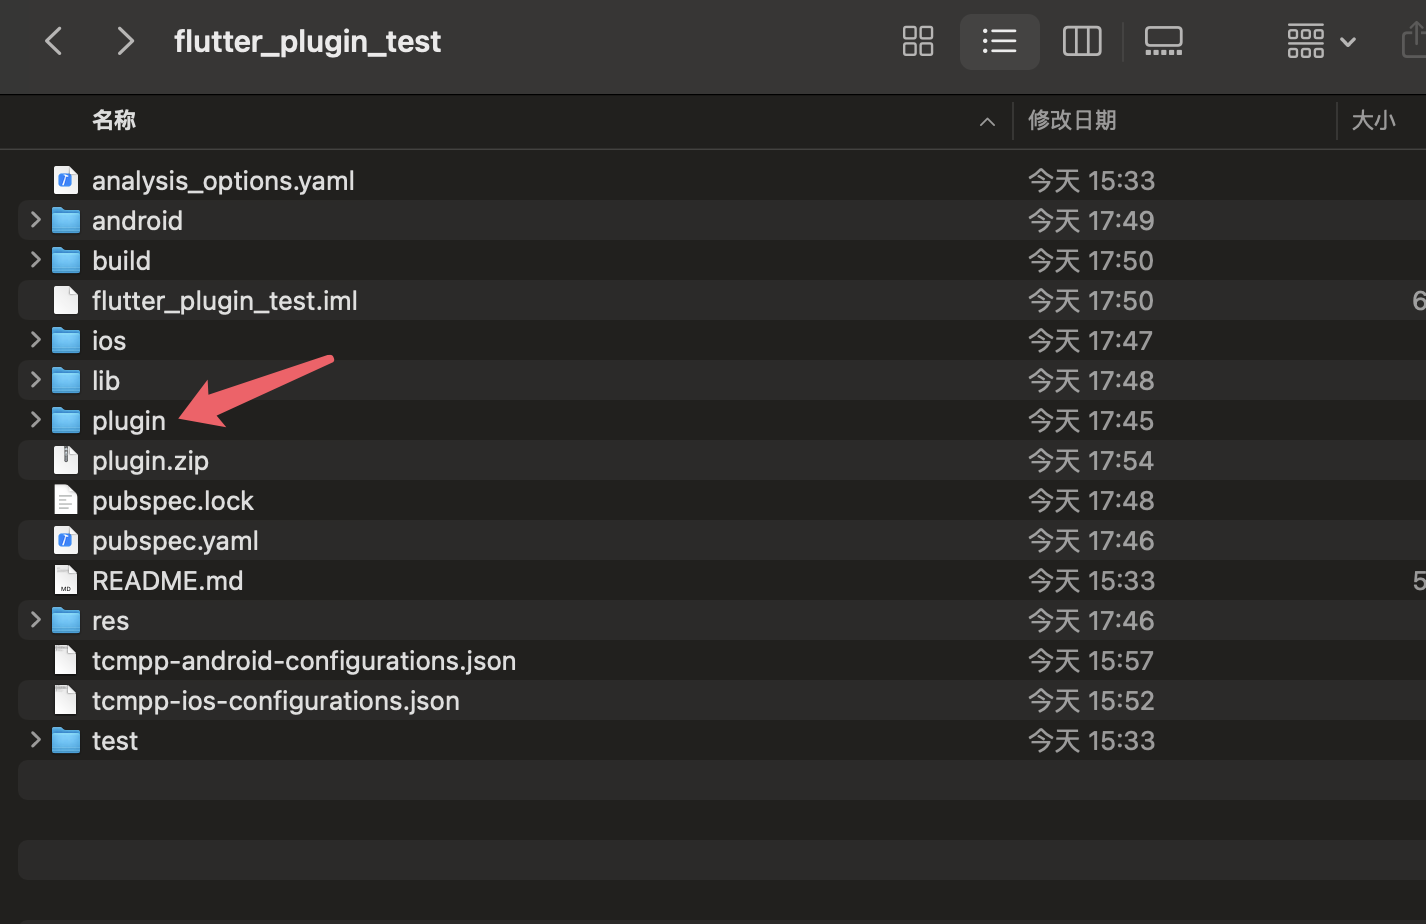 flutter_plugin_test
名称 修改日期 大小
analysis_options.yaml 今天 15:33
android 今天 17:49
build 今天 17:50
flutter_plugin_test.iml 今天 17:50 6
ios 今天 17:47
lib 今天 17:48
plugin 今天 17:45
plugin.zip 今天 17:54
pubspec.lock 今天 17:48
pubspec.yaml 今天 17:46
MD README.md 今天 15:33 5
res 今天 17:46
tcmpp-android-configurations.json 今天 15:57
tcmpp-ios-configurations.json 今天 15:52
test 今天 15:33